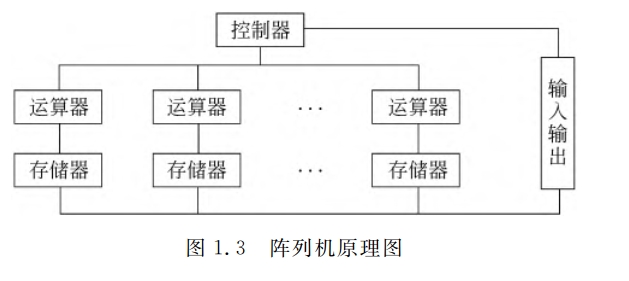 控制器
运算器 运算器 ··· 运算器
输入输出
存储器 存储器 ··· 存储器
图 1.3 阵列机原理图